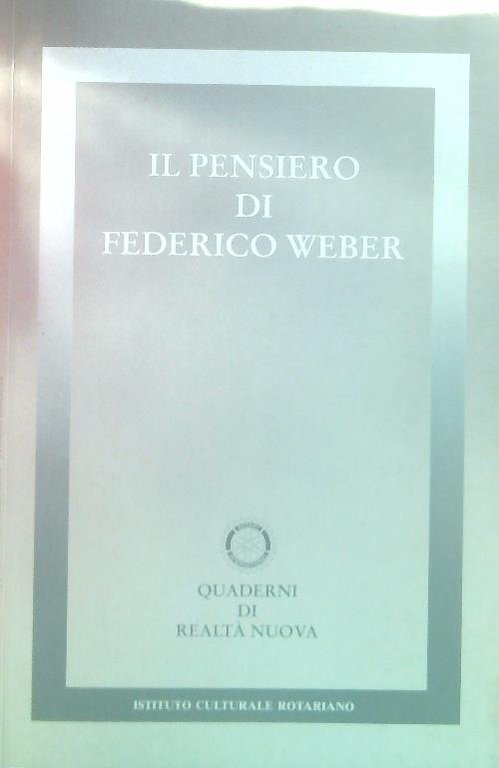 IL PENSIERO
DI
FEDERICO WEBER
QUADERNI
DI
REALTÀ NUOVA
ISTITUTO CULTURALE ROTARIANO